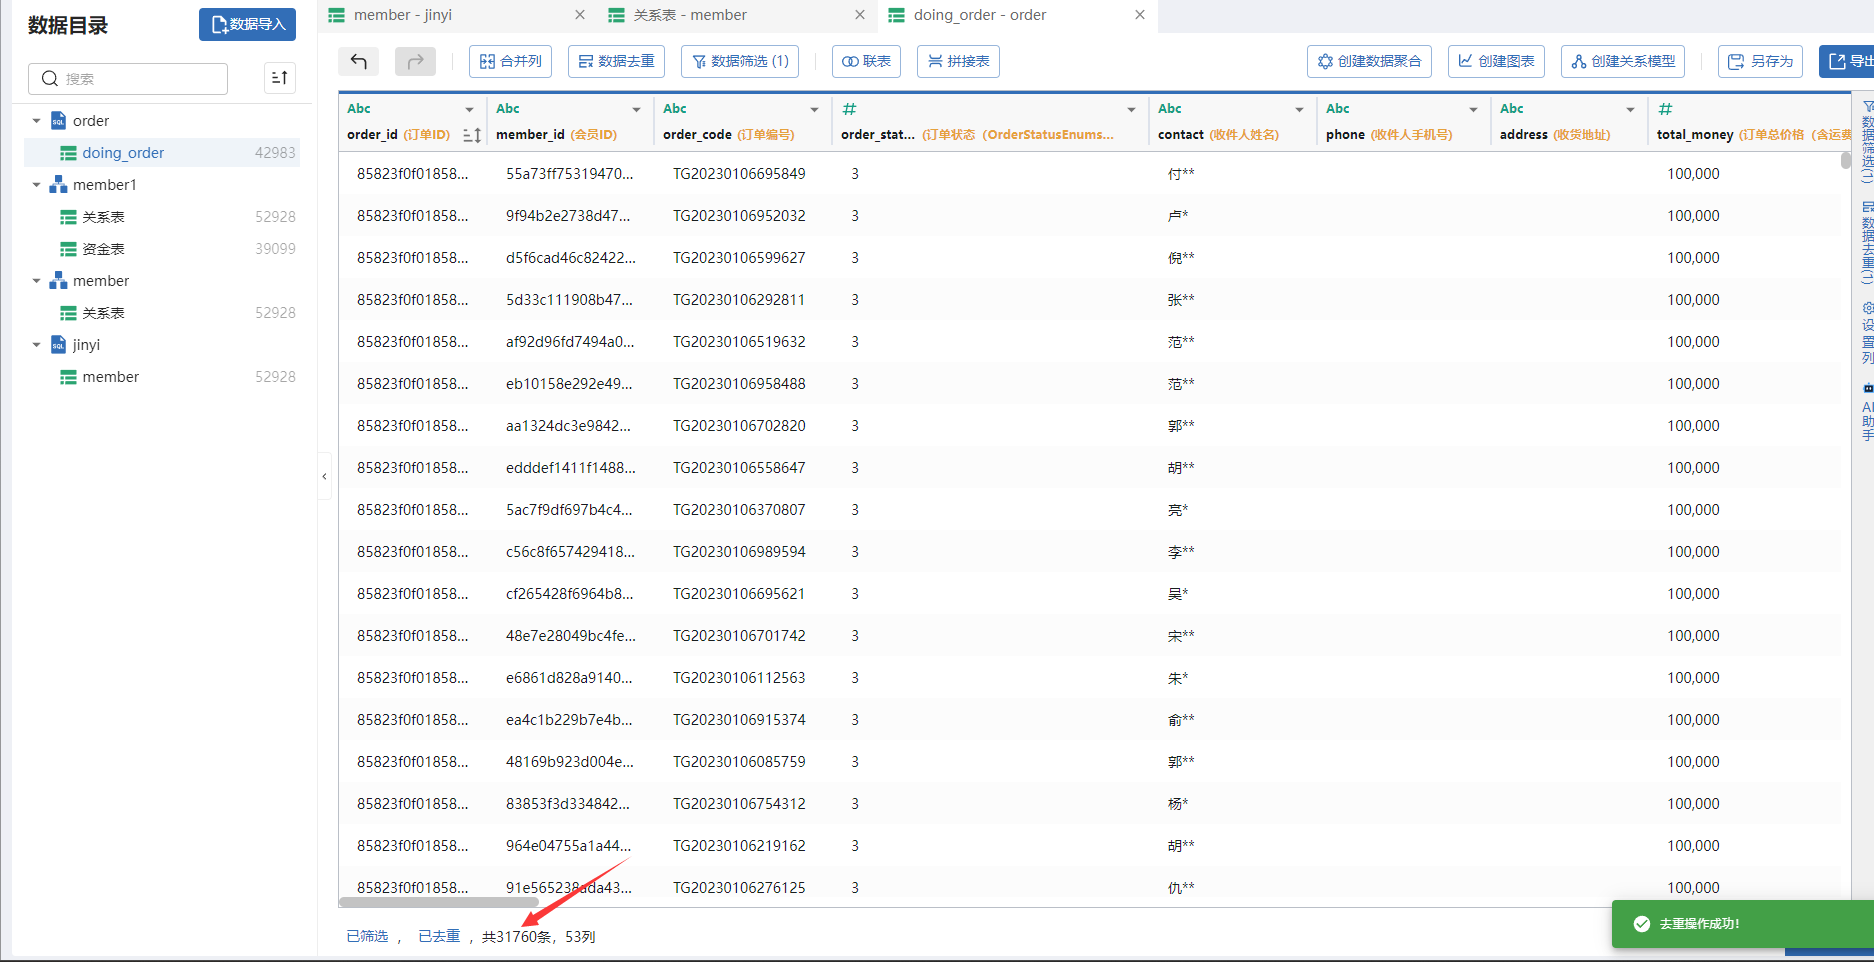 数据目录
数据导入
member - jinyi
关系表 - member
doing_order - order
搜索
合并列
数据去重
数据筛选 (1)
联表
拼接表
创建数据聚合
创建图表
创建关系模型
另存为
导出
order
doing_order 42983
member1
关系表 52928
资金表 39099
member
关系表 52928
jinyi
member 52928
Abc Abc Abc # Abc Abc Abc #
order_id (订单ID) member_id (会员ID) order_code (订单编号) order_stat... (订单状态 (OrderStatusEnums... contact (收件人姓名) phone (收件人手机号) address (收货地址) total_money (订单总价格 (含运费
85823f0f01858... 55a73ff75319470... TG20230106695849 3 付** 100,000
85823f0f01858... 9f94b2e2738d47... TG20230106952032 3 卢* 100,000
85823f0f01858... d5f6cad46c82422... TG20230106599627 3 倪** 100,000
85823f0f01858... 5d33c111908b47... TG20230106292811 3 张** 100,000
85823f0f01858... af92d96fd7494a0... TG20230106519632 3 范** 100,000
85823f0f01858... eb10158e292e49... TG20230106958488 3 范** 100,000
85823f0f01858... aa1324dc3e9842... TG20230106702820 3 郭** 100,000
85823f0f01858... edddef1411f1488... TG20230106558647 3 胡** 100,000
85823f0f01858... 5ac7f9df697b4c4... TG20230106370807 3 亮* 100,000
85823f0f01858... c56c8f657429418... TG20230106989594 3 李** 100,000
85823f0f01858... cf265428f6964b8... TG20230106695621 3 吴* 100,000
85823f0f01858... 48e7e28049bc4fe... TG20230106701742 3 宋** 100,000
85823f0f01858... e6861d828a9140... TG20230106112563 3 朱* 100,000
85823f0f01858... ea4c1b229b7e4b... TG20230106915374 3 俞** 100,000
85823f0f01858... 48169b923d004e... TG20230106085759 3 郭** 100,000
85823f0f01858... 83853f3d334842... TG20230106754312 3 杨* 100,000
85823f0f01858... 964e04755a1a44... TG20230106219162 3 胡** 100,000
85823f0f01858... 91e565238ada43... TG20230106276125 3 仇** 100,000
数据筛选(1)
数据去重(1)
设置列
AI助手
已筛选 ， 已去重 ，共31760条，53列
去重操作成功!